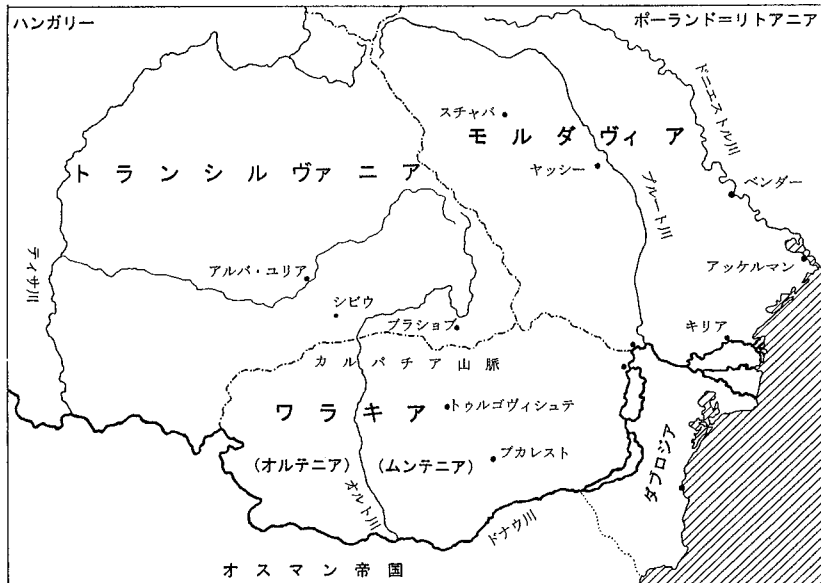 ハンガリー
ポーランド=リトアニア
ドニエストル川
スチャバ
モルダヴィア
トランシルヴァニア
ヤッシー
プルート川
ベンダー
ティサ川
アルバ・ユリア
アッケルマン
シビウ
ブラショブ
キリア
カルパチア山脈
ワラキア
トゥルゴヴィシュテ
(オルテニア)
(ムンテニア)
ブカレスト
ダブロジア
オルト川
ドナウ川
オスマン帝国